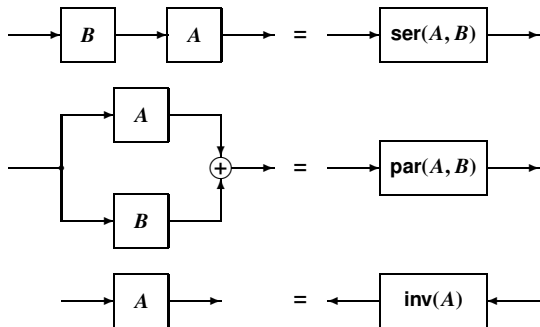 B A = ser(A, B)
A
+ = par(A, B)
B
A = inv(A)